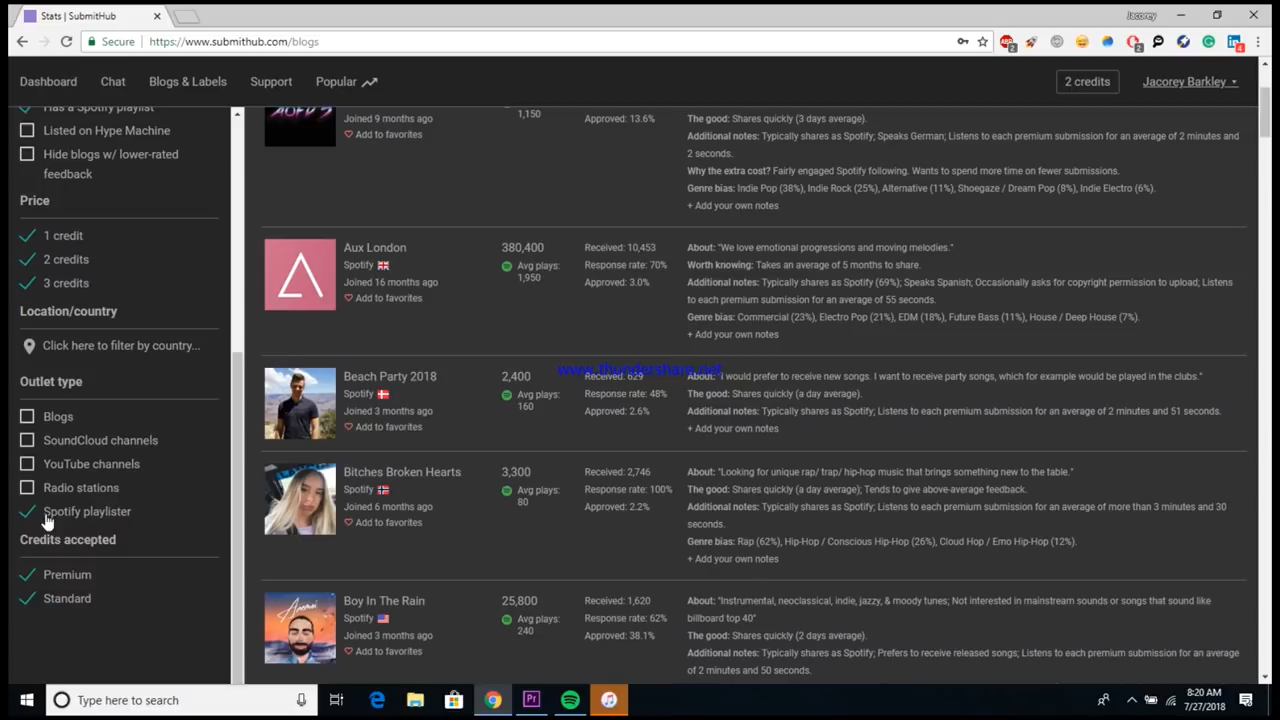 Stats | SubmitHub
Jacorey
Secure
https://www.submithub.com/blogs
2
2
4
Dashboard
Chat
Blogs & Labels
Support
Popular
2 credits
Jacorey Barkley
Has a Spotify playlist
Listed on Hype Machine
Hide blogs w/ lower-rated
feedback
Price
1 credit
2 credits
3 credits
Location/country
Click here to filter by country...
Outlet type
Blogs
SoundCloud channels
YouTube channels
Radio stations
Spotify playlister
Credits accepted
Premium
Standard
Joined 9 months ago
Add to favorites
1,150
Approved: 13.6%
The good: Shares quickly (3 days average).
Additional notes: Typically shares as Spotify; Speaks German; Listens to each premium submission for an average of 2 minutes and
2 seconds.
Why the extra cost? Fairly engaged Spotify following. Wants to spend more time on fewer submissions.
Genre bias: Indie Pop (38%), Indie Rock (25%), Alternative (11%), Shoegaze / Dream Pop (8%), Indie Electro (6%).
+ Add your own notes
Aux London
Spotify
Joined 16 months ago
Add to favorites
380,400
Avg plays:
1,950
Received: 10,453
Response rate: 70%
Approved: 3.0%
About: "We love emotional progressions and moving melodies."
Worth knowing: Takes an average of 5 months to share.
Additional notes: Typically shares as Spotify (69%); Speaks Spanish; Occasionally asks for copyright permission to upload; Listens
to each premium submission for an average of 55 seconds.
Genre bias: Commercial (23%), Electro Pop (21%), EDM (18%), Future Bass (11%), House / Deep House (7%).
+ Add your own notes
www.thundershare.net
Beach Party 2018
Spotify
Joined 3 months ago
Add to favorites
2,400
Avg plays:
160
Received: 629
Response rate: 48%
Approved: 2.6%
About: "I would prefer to receive new songs. I want to receive party songs, which for example would be played in the clubs."
The good: Shares quickly (a day average).
Additional notes: Typically shares as Spotify; Listens to each premium submission for an average of 2 minutes and 51 seconds.
+ Add your own notes
Bitches Broken Hearts
Spotify
Joined 6 months ago
Add to favorites
3,300
Avg plays:
80
Received: 2,746
Response rate: 100%
Approved: 2.2%
About: "Looking for unique rap/ trap/ hip-hop music that brings something new to the table."
The good: Shares quickly (a day average); Tends to give above-average feedback.
Additional notes: Typically shares as Spotify; Listens to each premium submission for an average of more than 3 minutes and 30
seconds.
Genre bias: Rap (62%), Hip-Hop / Conscious Hip-Hop (26%), Cloud Hop / Emo Hip-Hop (12%).
+ Add your own notes
Boy In The Rain
Spotify
Joined 3 months ago
Add to favorites
25,800
Avg plays:
240
Received: 1,620
Response rate: 62%
Approved: 38.1%
About: "Instrumental, neoclassical, indie, jazzy, & moody tunes; Not interested in mainstream sounds or songs that sound like
billboard top 40"
The good: Shares quickly (2 days average).
Additional notes: Typically shares as Spotify; Prefers to receive released songs; Listens to each premium submission for an average
of 2 minutes and 50 seconds.
Type here to search
Pr
8:20 AM
7/27/2018